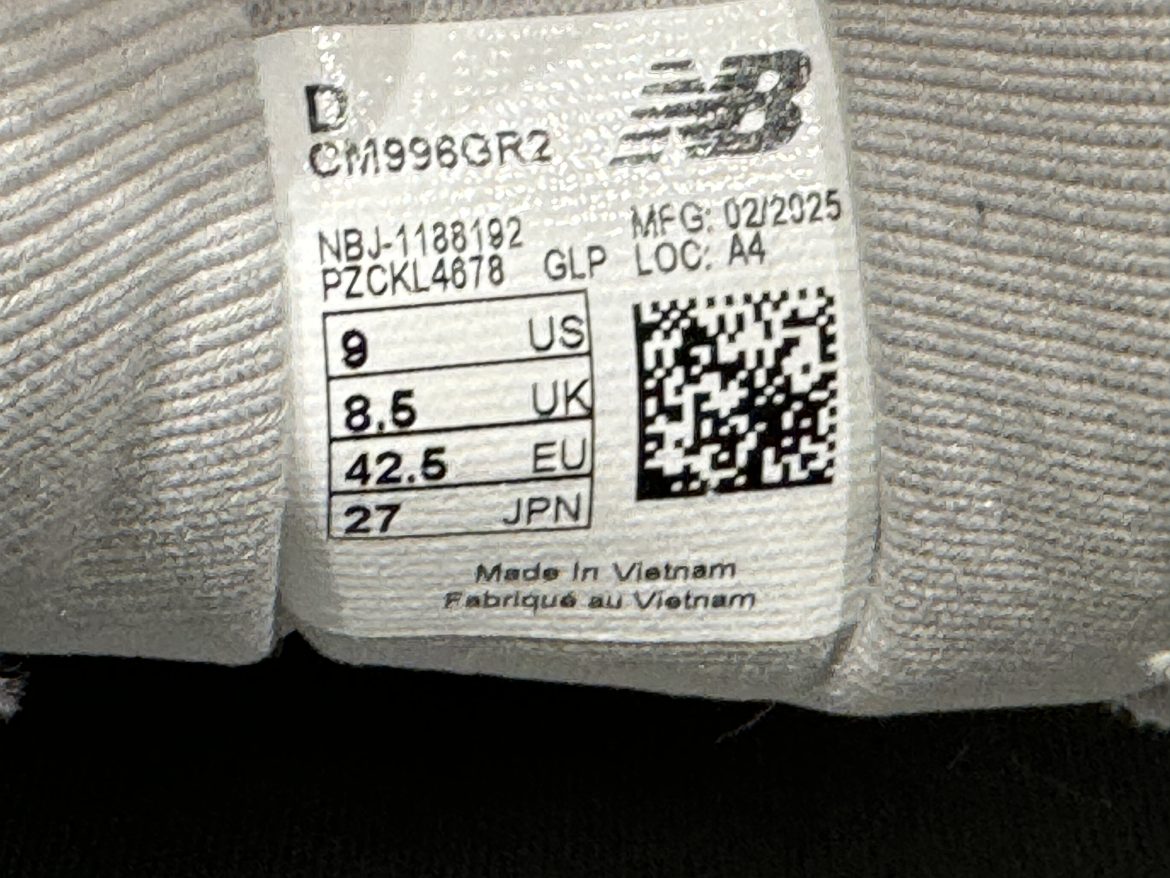 D
NB
CM996GR2
NBJ-1188192
MFG: 02/2025
PZCKL4678 GLP
LOC: A4
9 US
8.5 UK
42.5 EU
27 JPN
Made in Vietnam
Fabriqué au Vietnam